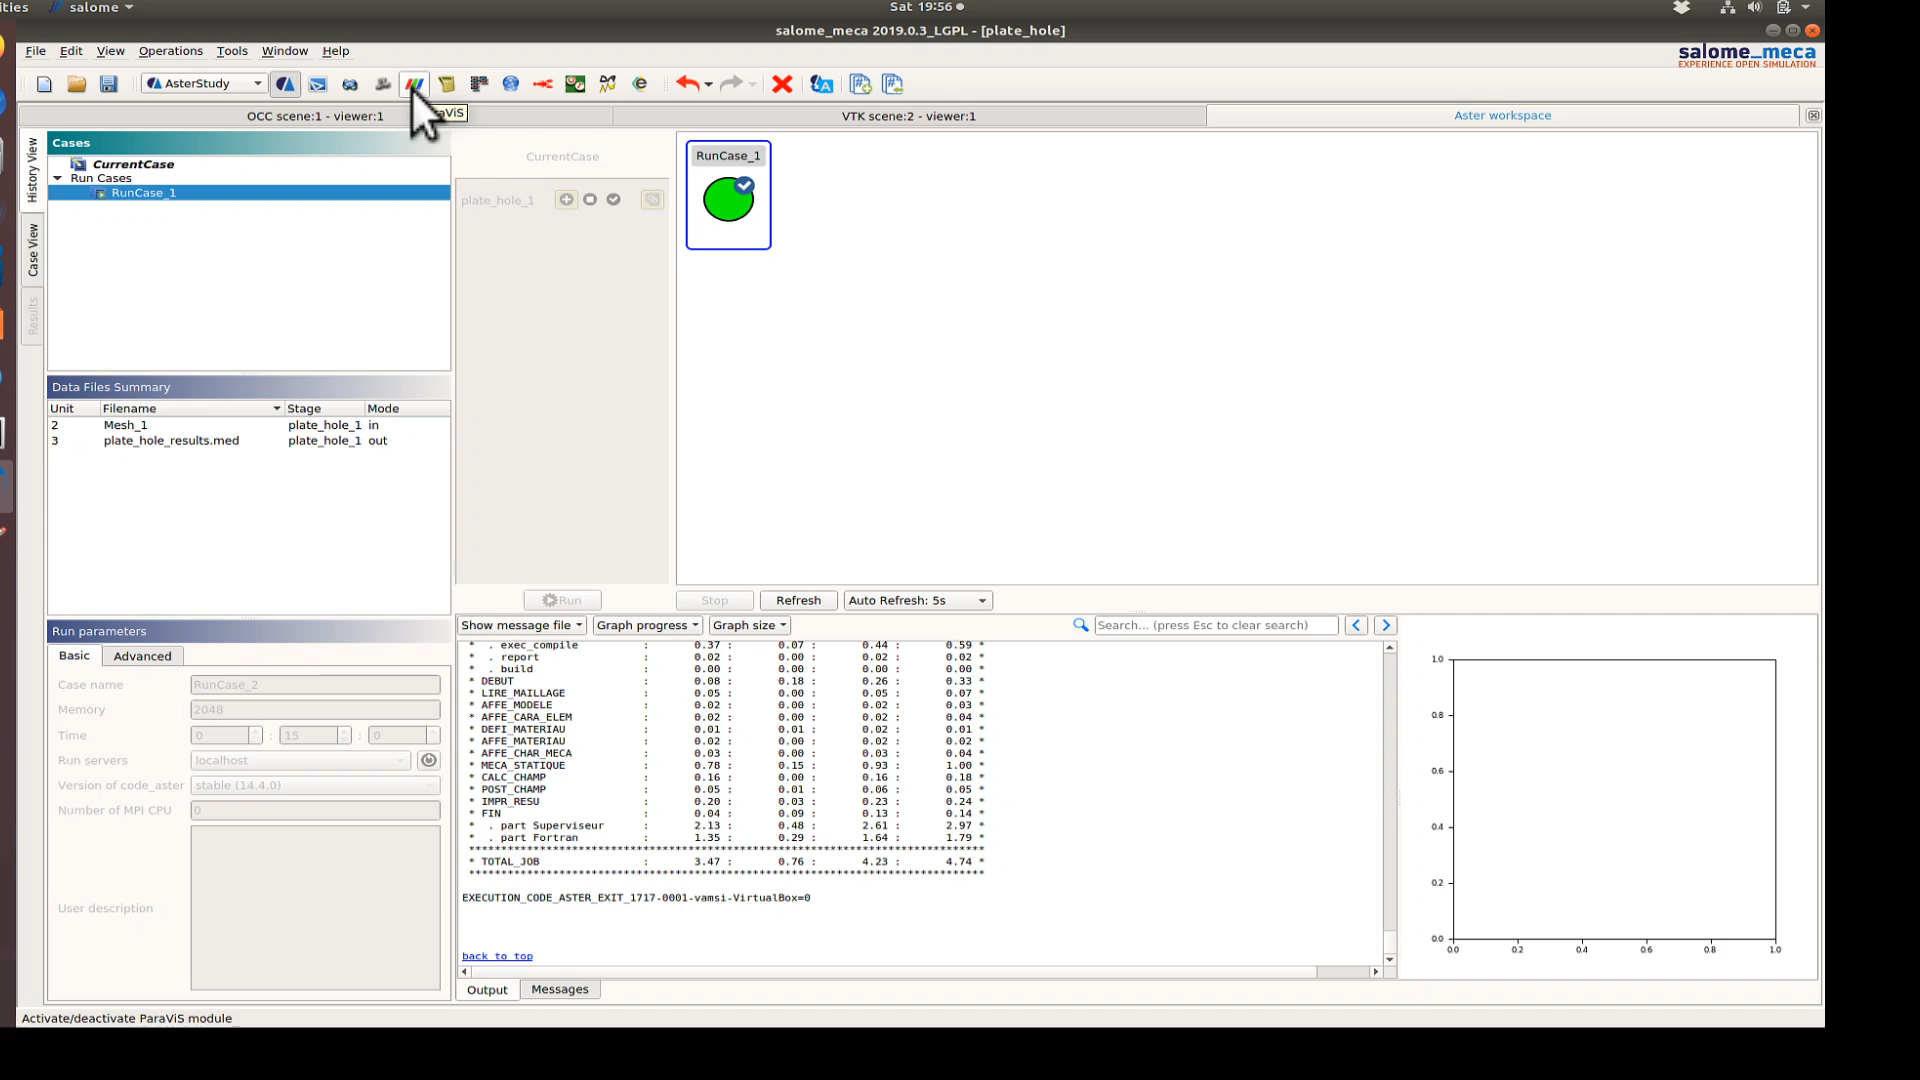 ities
salome
Sat 19:56
salome_meca 2019.0.3_LGPL - [plate_hole]
File Edit View Operations Tools Window Help
salome_meca
EXPERIENCE OPEN SIMULATION
AsterStudy
aViS
OCC scene:1 - viewer:1
VTK scene:2 - viewer:1
Aster workspace
History View
Case View
Results
Cases
CurrentCase
Run Cases
RunCase_1
CurrentCase
plate_hole_1
RunCase_1
Data Files Summary
Unit Filename Stage Mode
2 Mesh_1 plate_hole_1 in
3 plate_hole_results.med plate_hole_1 out
Run
Stop
Refresh
Auto Refresh: 5s
Run parameters
Basic
Advanced
Case name RunCase_2
Memory 2048
Time 0 : 15 : 0
Run servers localhost
Version of code_aster stable (14.4.0)
Number of MPI CPU 0
User description
Show message file
Graph progress
Graph size
Search... (press Esc to clear search)
* . exec_compile : 0.37 : 0.07 : 0.44 : 0.59 *
* . report : 0.02 : 0.00 : 0.02 : 0.02 *
* . build : 0.00 : 0.00 : 0.00 : 0.00 *
* DEBUT : 0.08 : 0.18 : 0.26 : 0.33 *
* LIRE_MAILLAGE : 0.05 : 0.00 : 0.05 : 0.07 *
* AFFE_MODELE : 0.02 : 0.00 : 0.02 : 0.03 *
* AFFE_CARA_ELEM : 0.02 : 0.00 : 0.02 : 0.04 *
* DEFI_MATERIAU : 0.01 : 0.01 : 0.02 : 0.01 *
* AFFE_MATERIAU : 0.02 : 0.00 : 0.02 : 0.02 *
* AFFE_CHAR_MECA : 0.03 : 0.00 : 0.03 : 0.04 *
* MECA_STATIQUE : 0.78 : 0.15 : 0.93 : 1.00 *
* CALC_CHAMP : 0.16 : 0.00 : 0.16 : 0.18 *
* POST_CHAMP : 0.05 : 0.01 : 0.06 : 0.05 *
* IMPR_RESU : 0.20 : 0.03 : 0.23 : 0.24 *
* FIN : 0.04 : 0.09 : 0.13 : 0.14 *
* . part Superviseur : 2.13 : 0.48 : 2.61 : 2.97 *
* . part Fortran : 1.35 : 0.29 : 1.64 : 1.79 *
********************************************************************************
* TOTAL_JOB : 3.47 : 0.76 : 4.23 : 4.74 *
********************************************************************************
EXECUTION_CODE_ASTER_EXIT_1717-0001-vamsi-VirtualBox=0
back to top
1.0
0.8
0.6
0.4
0.2
0.0
0.0 0.2 0.4 0.6 0.8 1.0
Output
Messages
Activate/deactivate ParaViS module